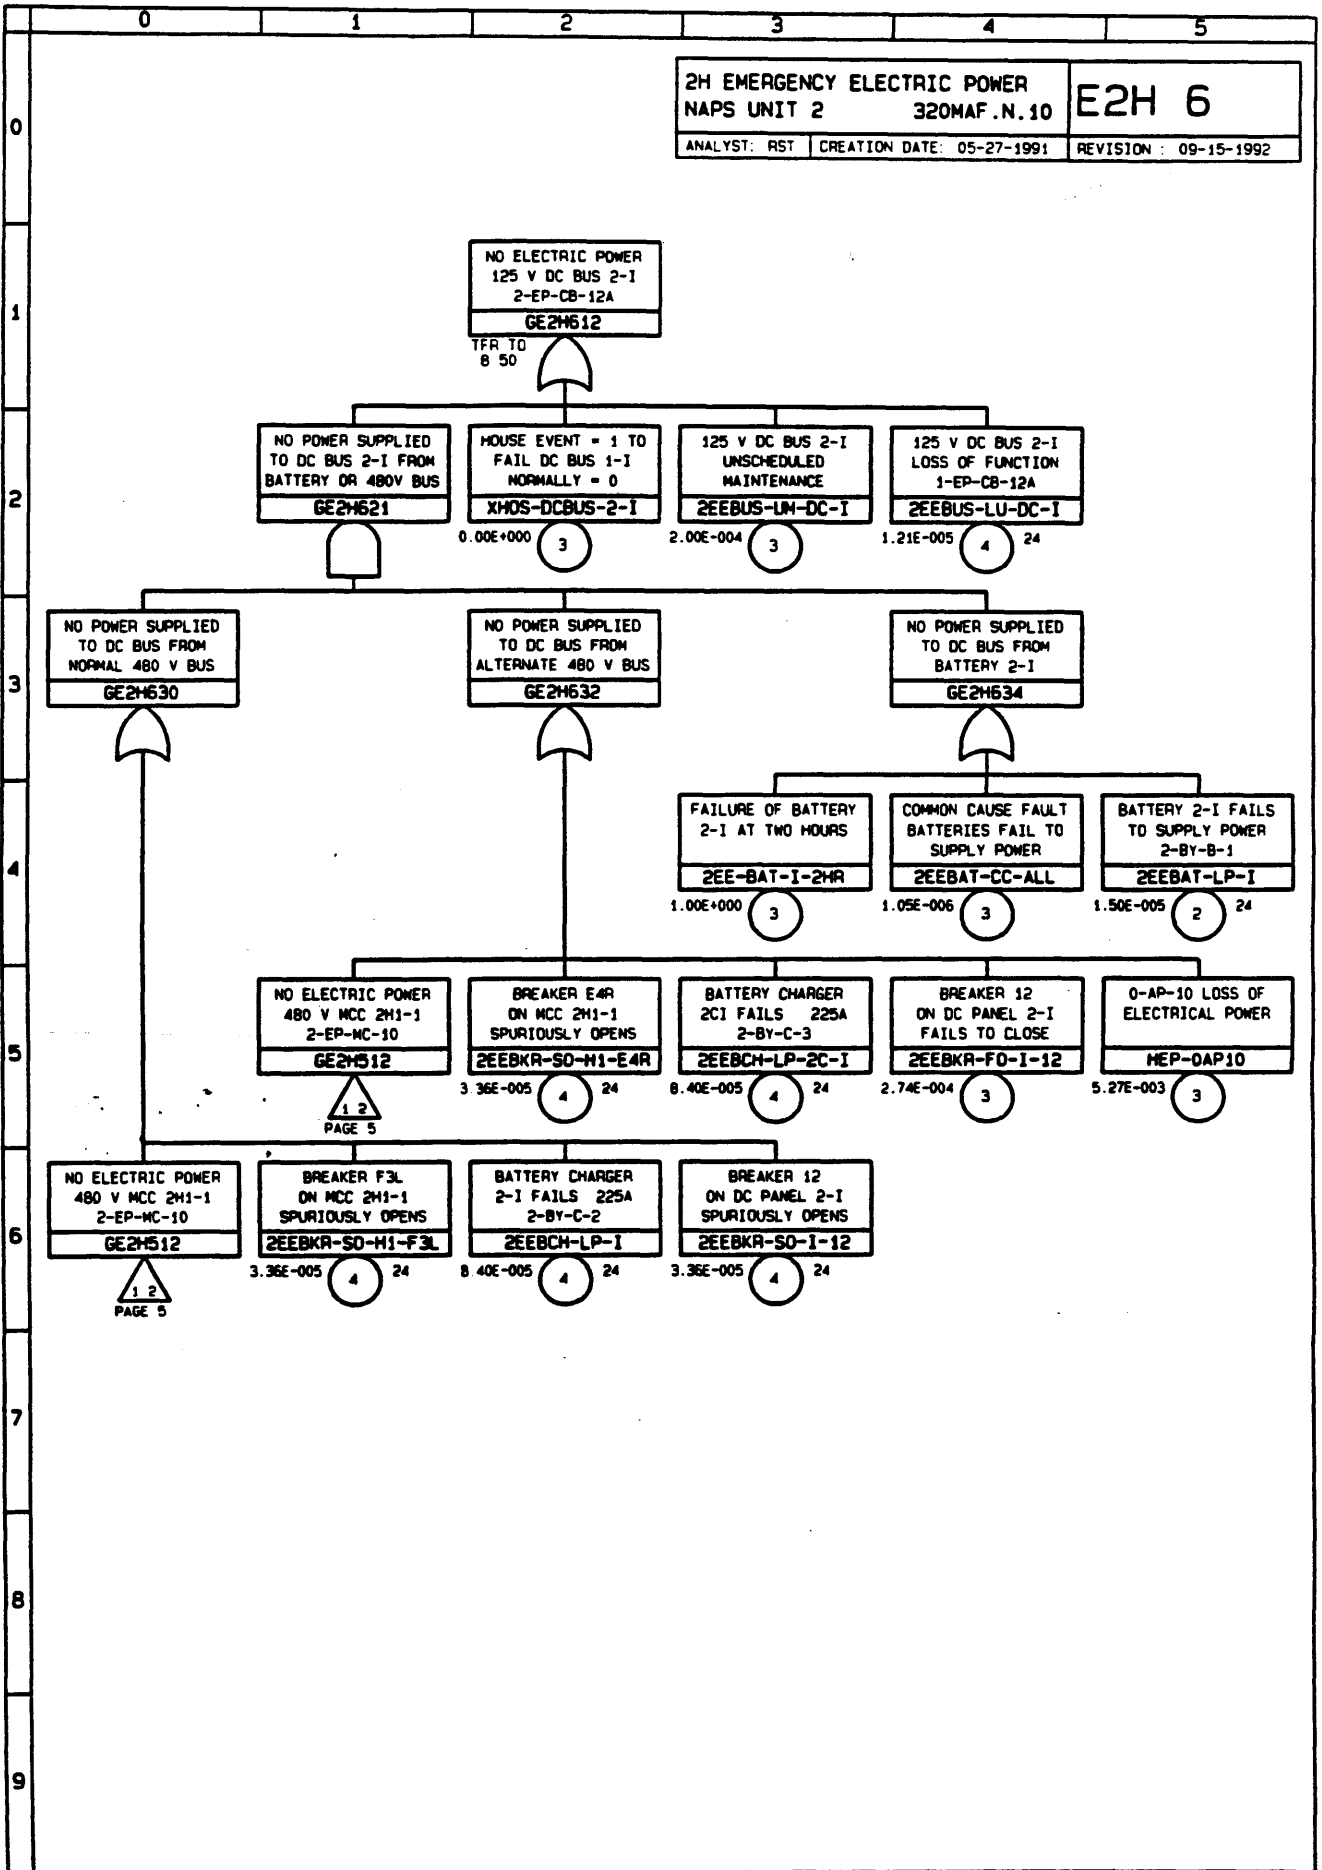 0 1 2 3 4 5
2H EMERGENCY ELECTRIC POWER
NAPS UNIT 2 320MAF.N.10
E2H 6
ANALYST: RST CREATION DATE: 05-27-1991 REVISION : 09-15-1992
0
NO ELECTRIC POWER
125 V DC BUS 2-I
2-EP-CB-12A
GE2H612
TFR TO
8 50
1
NO POWER SUPPLIED
TO DC BUS 2-I FROM
BATTERY OR 480V BUS
GE2H621
HOUSE EVENT = 1 TO
FAIL DC BUS 1-I
NORMALLY = 0
XHOS-DCBUS-2-I
0.00E+000 3
125 V DC BUS 2-I
UNSCHEDULED
MAINTENANCE
2EEBUS-UM-DC-I
2.00E-004 3
125 V DC BUS 2-I
LOSS OF FUNCTION
1-EP-CB-12A
2EEBUS-LU-DC-I
1.21E-005 4 24
2
NO POWER SUPPLIED
TO DC BUS FROM
NORMAL 480 V BUS
GE2H630
NO POWER SUPPLIED
TO DC BUS FROM
ALTERNATE 480 V BUS
GE2H632
NO POWER SUPPLIED
TO DC BUS FROM
BATTERY 2-I
GE2H634
3
FAILURE OF BATTERY
2-I AT TWO HOURS
2EE-BAT-I-2HR
1.00E+000 3
COMMON CAUSE FAULT
BATTERIES FAIL TO
SUPPLY POWER
2EEBAT-CC-ALL
1.05E-006 3
BATTERY 2-I FAILS
TO SUPPLY POWER
2-BY-B-1
2EEBAT-LP-I
1.50E-005 2 24
4
NO ELECTRIC POWER
480 V MCC 2H1-1
2-EP-MC-10
GE2H512
1 2
PAGE 5
BREAKER E4R
ON MCC 2H1-1
SPURIOUSLY OPENS
2EEBKR-SO-H1-E4R
3.36E-005 4 24
BATTERY CHARGER
2CI FAILS 225A
2-BY-C-3
2EEBCH-LP-2C-I
8.40E-005 4 24
BREAKER 12
ON DC PANEL 2-I
FAILS TO CLOSE
2EEBKR-FO-I-12
2.74E-004 3
0-AP-10 LOSS OF
ELECTRICAL POWER
HEP-0AP10
5.27E-003 3
5
NO ELECTRIC POWER
480 V MCC 2H1-1
2-EP-MC-10
GE2H512
1 2
PAGE 5
BREAKER F3L
ON MCC 2H1-1
SPURIOUSLY OPENS
2EEBKR-SO-H1-F3L
3.36E-005 4 24
BATTERY CHARGER
2-I FAILS 225A
2-BY-C-2
2EEBCH-LP-I
8.40E-005 4 24
BREAKER 12
ON DC PANEL 2-I
SPURIOUSLY OPENS
2EEBKR-SO-I-12
3.36E-005 4 24
6
7
8
9